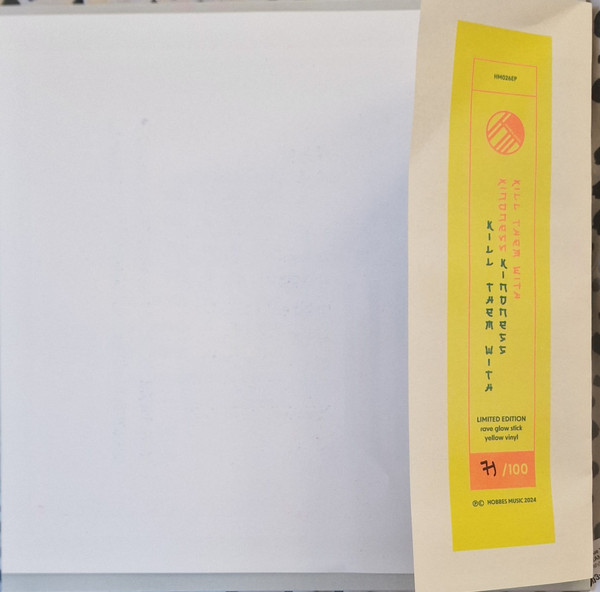 HM026EP
KILL THEM WITH
KINDNESS
KILL THEM WITH
KINDNESS
LIMITED EDITION
rave glow stick
yellow vinyl
71 /100
℗© HOBBES MUSIC 2024